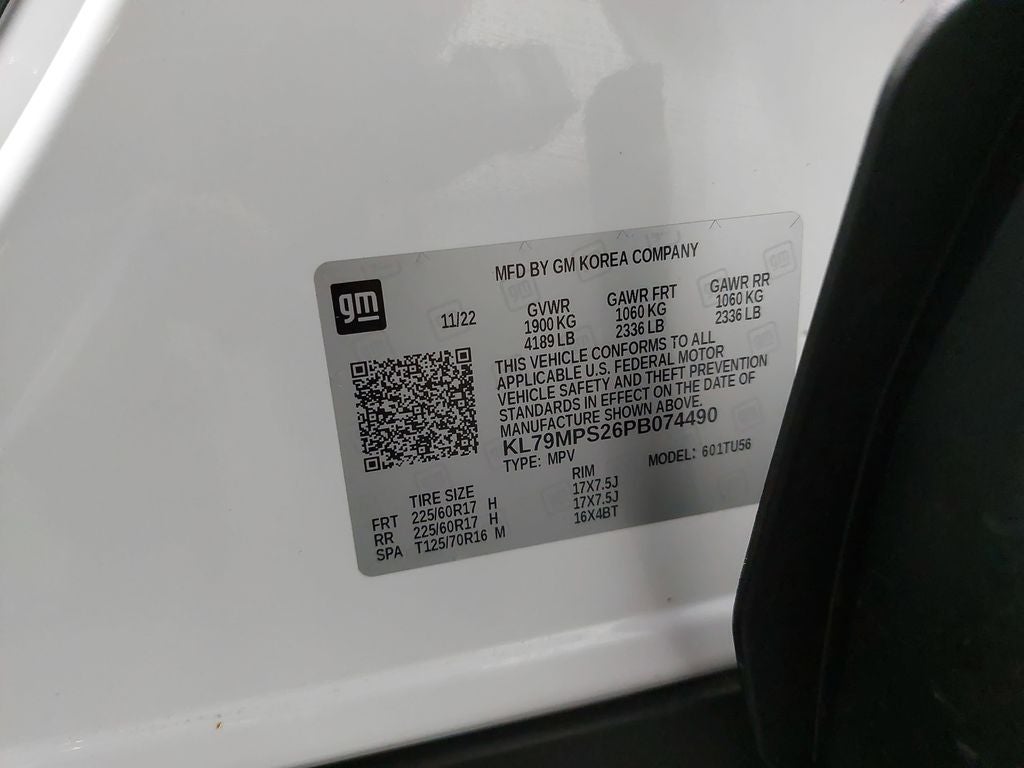 MFD BY GM KOREA COMPANY
gm
11/22
GVWR
1900 KG
4189 LB
GAWR FRT
1060 KG
2336 LB
GAWR RR
1060 KG
2336 LB
THIS VEHICLE CONFORMS TO ALL
APPLICABLE U.S. FEDERAL MOTOR
VEHICLE SAFETY AND THEFT PREVENTION
STANDARDS IN EFFECT ON THE DATE OF
MANUFACTURE SHOWN ABOVE.
KL79MPS26PB074490
TYPE: MPV MODEL: 601TU56
TIRE SIZE RIM
FRT 225/60R17 H 17X7.5J
RR 225/60R17 H 17X7.5J
SPA T125/70R16 M 16X4BT